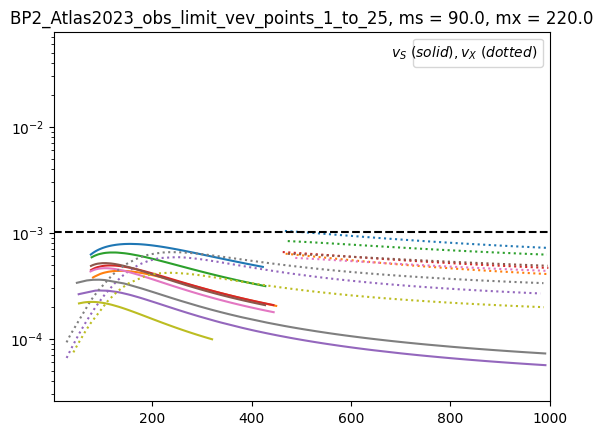 BP2_Atlas2023_obs_limit_vev_points_1_to_25, ms = 90.0, mx = 220.0
v_S (solid), v_X (dotted)
10^{-2}
10^{-3}
10^{-4}
200 400 600 800 1000